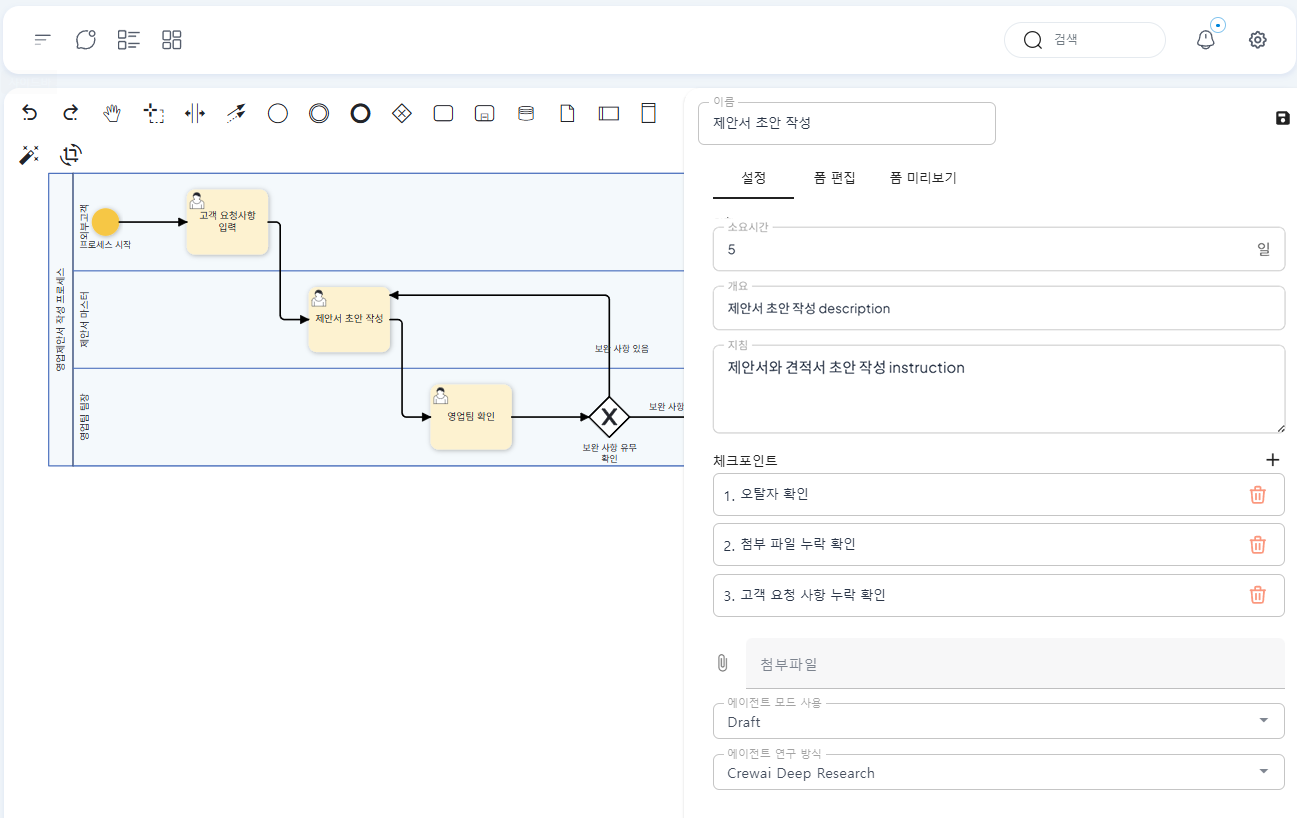 검색
이름
제안서 초안 작성
설정
폼 편집
폼 미리보기
영업제안서 작성 프로세스
외부고객
프로세스 시작
고객 요청사항
입력
제안서 마스터
제안서 초안 작성
보완 사항 있음
영업팀 팀장
영업팀 확인
X
보완 사항 유무
확인
보완 사항
소요시간
5
일
개요
제안서 초안 작성 description
지침
제안서와 견적서 초안 작성 instruction
체크포인트
1. 오탈자 확인
2. 첨부 파일 누락 확인
3. 고객 요청 사항 누락 확인
첨부파일
에이전트 모드 사용
Draft
에이전트 연구 방식
Crewai Deep Research